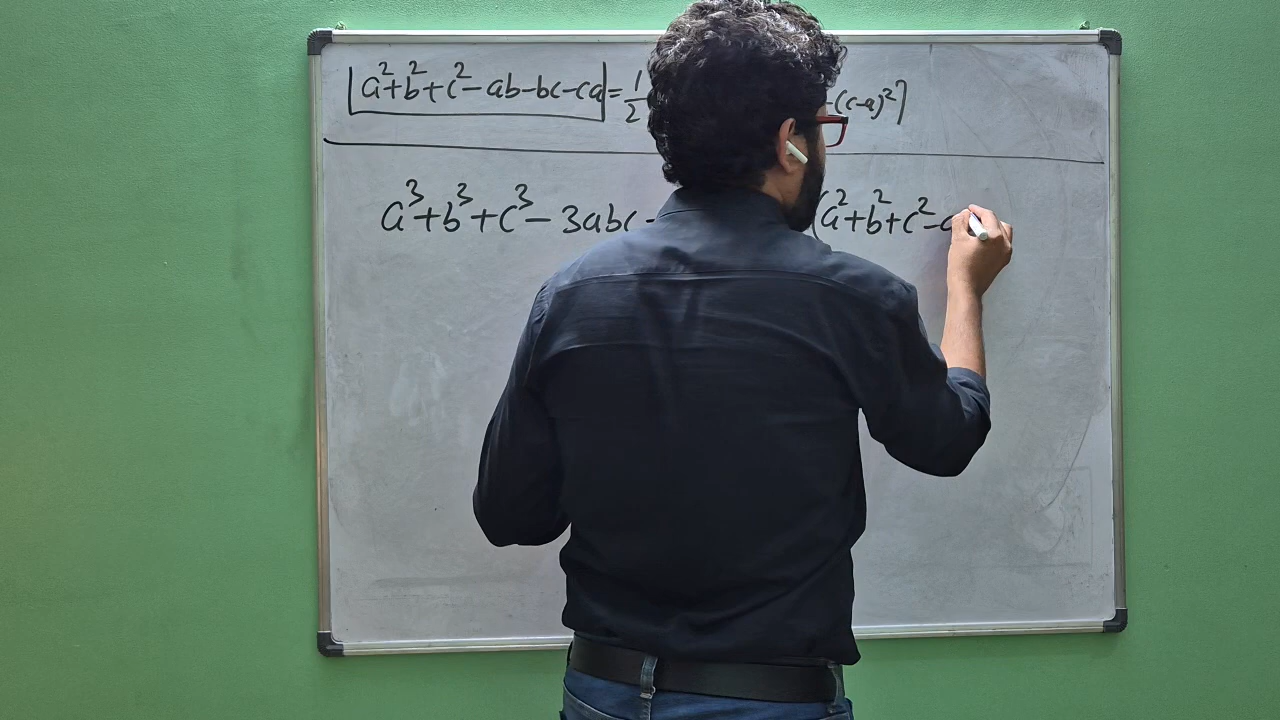 a²+b²+c²-ab-bc-ca = 1/2 -(c-a)²]
a³+b³+c³-3abc - (a²+b²+c²-